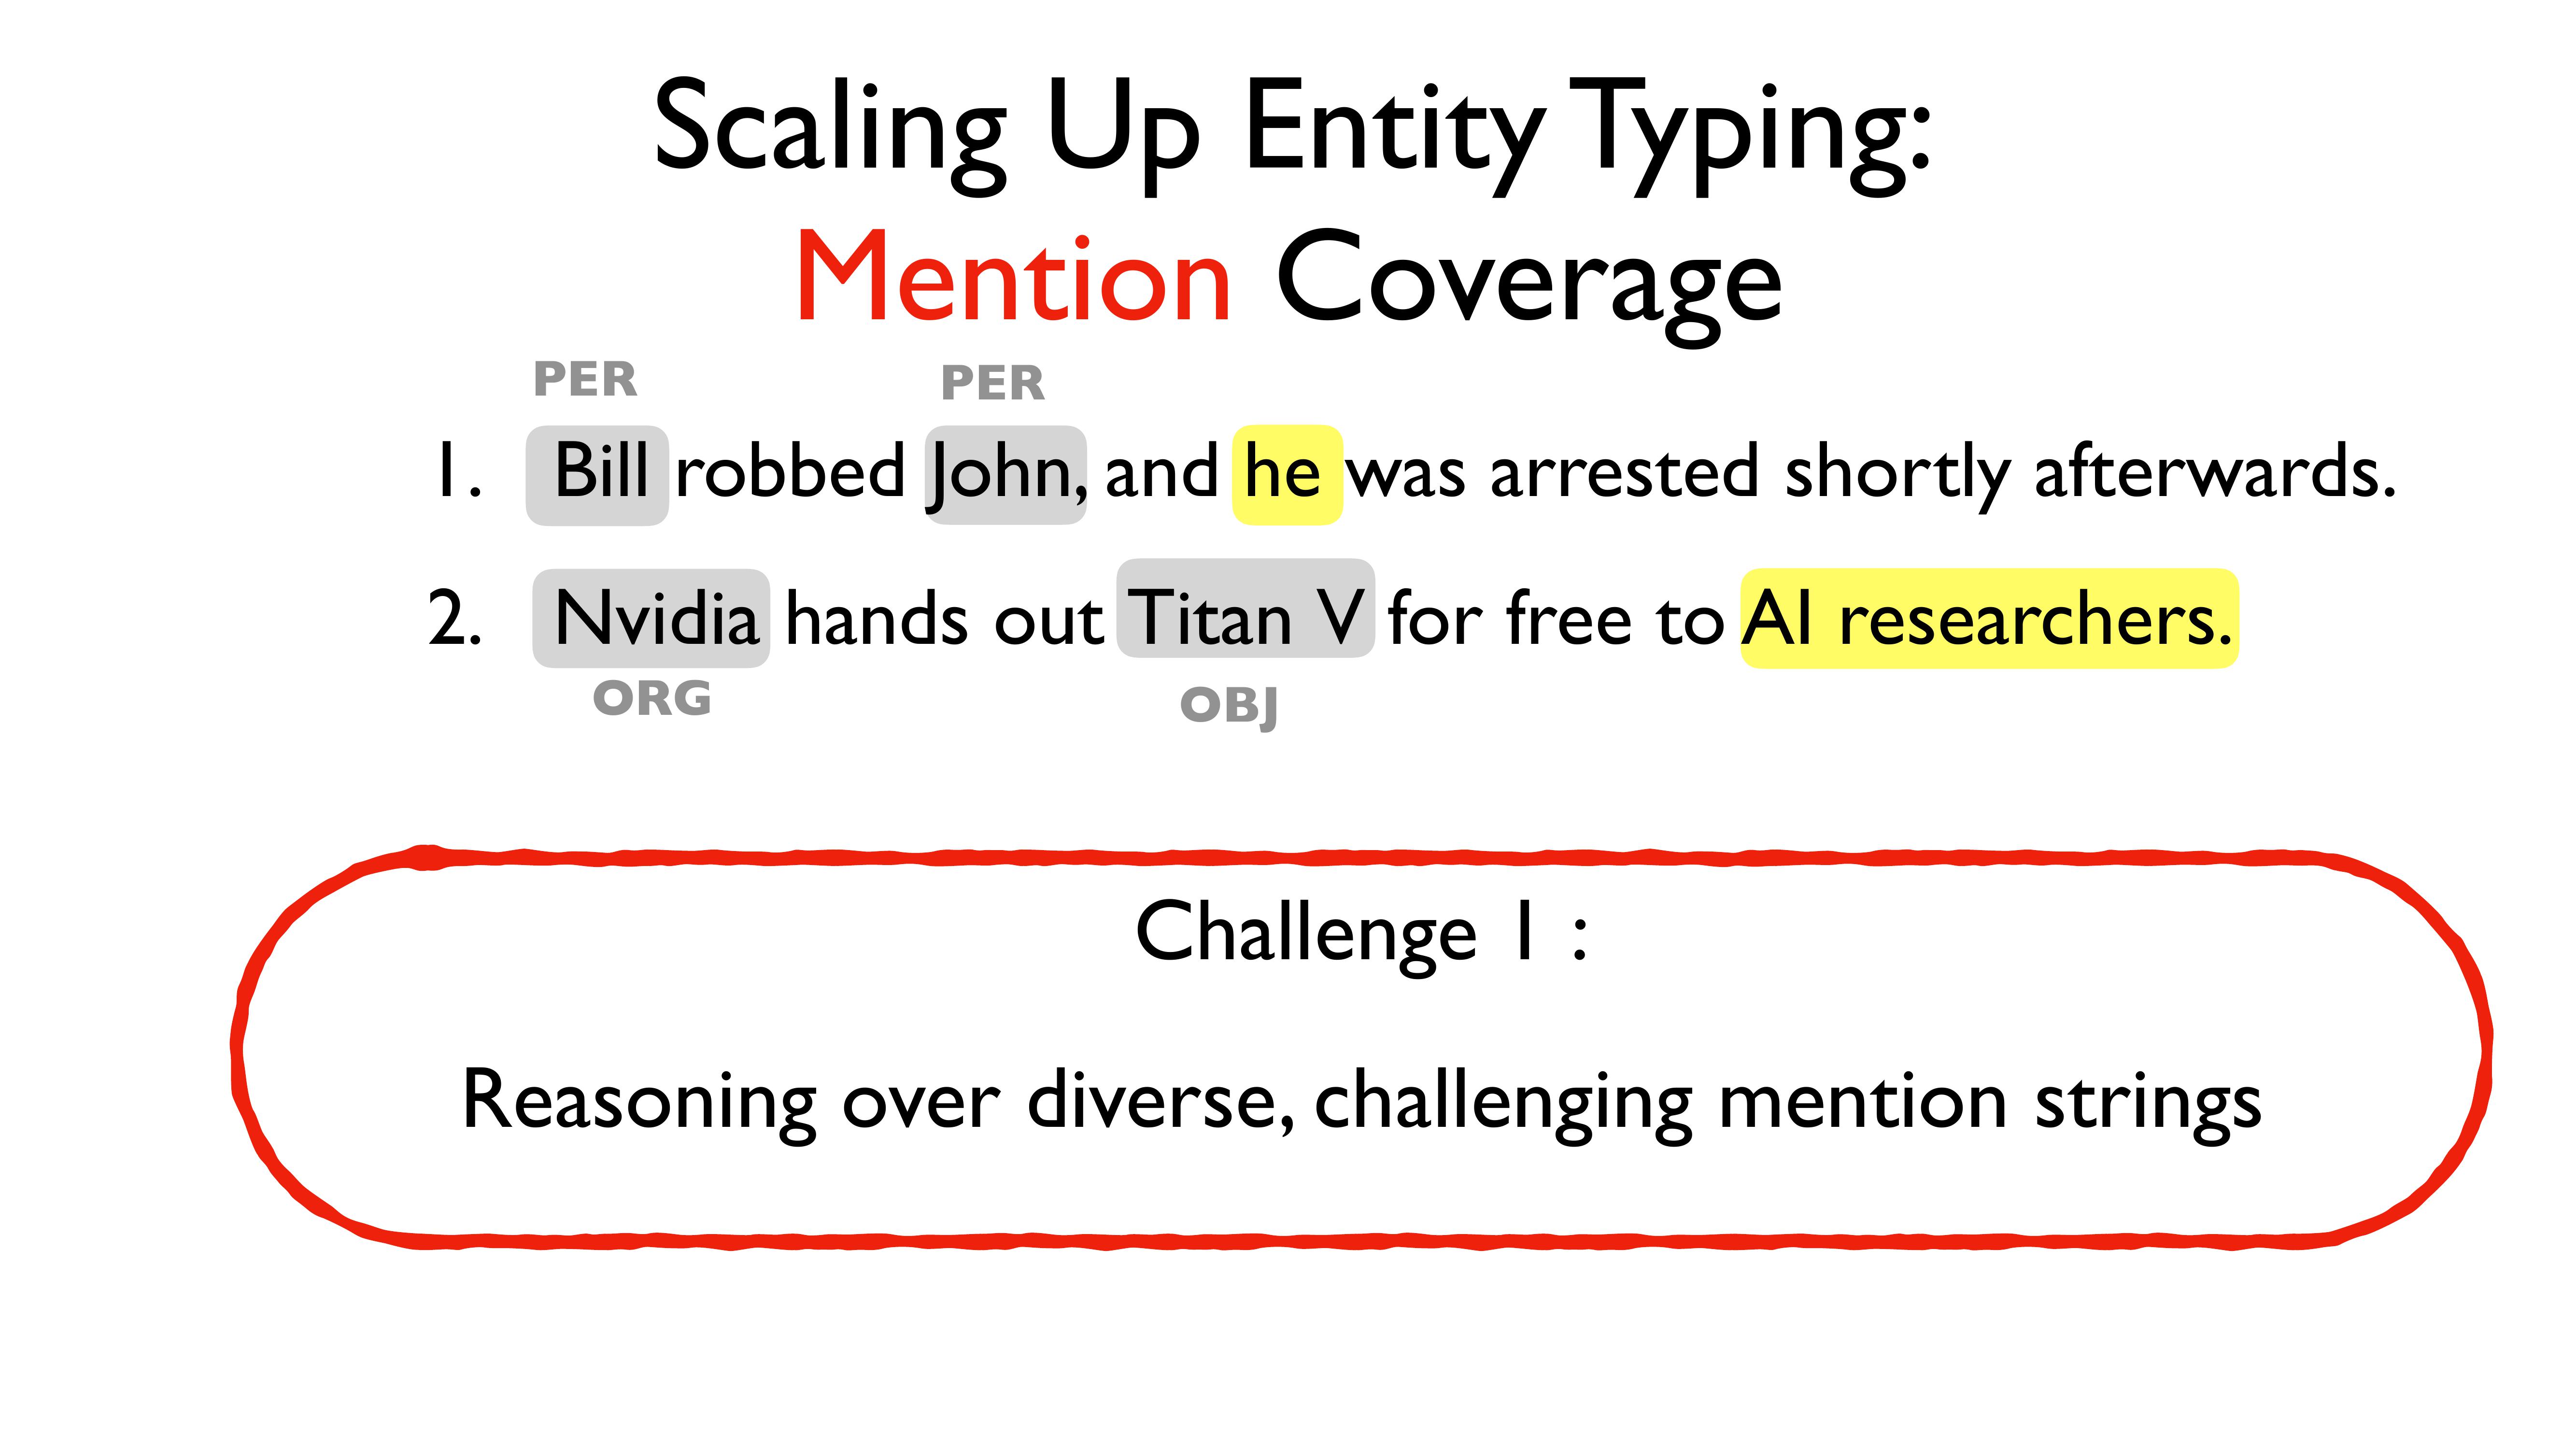 Scaling Up Entity Typing:
Mention Coverage
PER PER
1. Bill robbed John, and he was arrested shortly afterwards.
2. Nvidia hands out Titan V for free to AI researchers.
ORG OBJ
Challenge 1 :
Reasoning over diverse, challenging mention strings